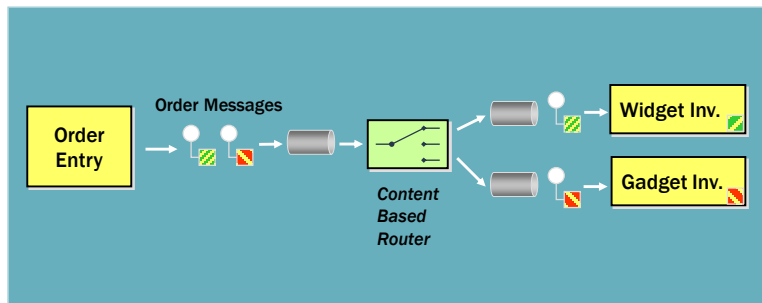 Order Messages
Order
Entry
Content
Based
Router
Widget Inv.
Gadget Inv.